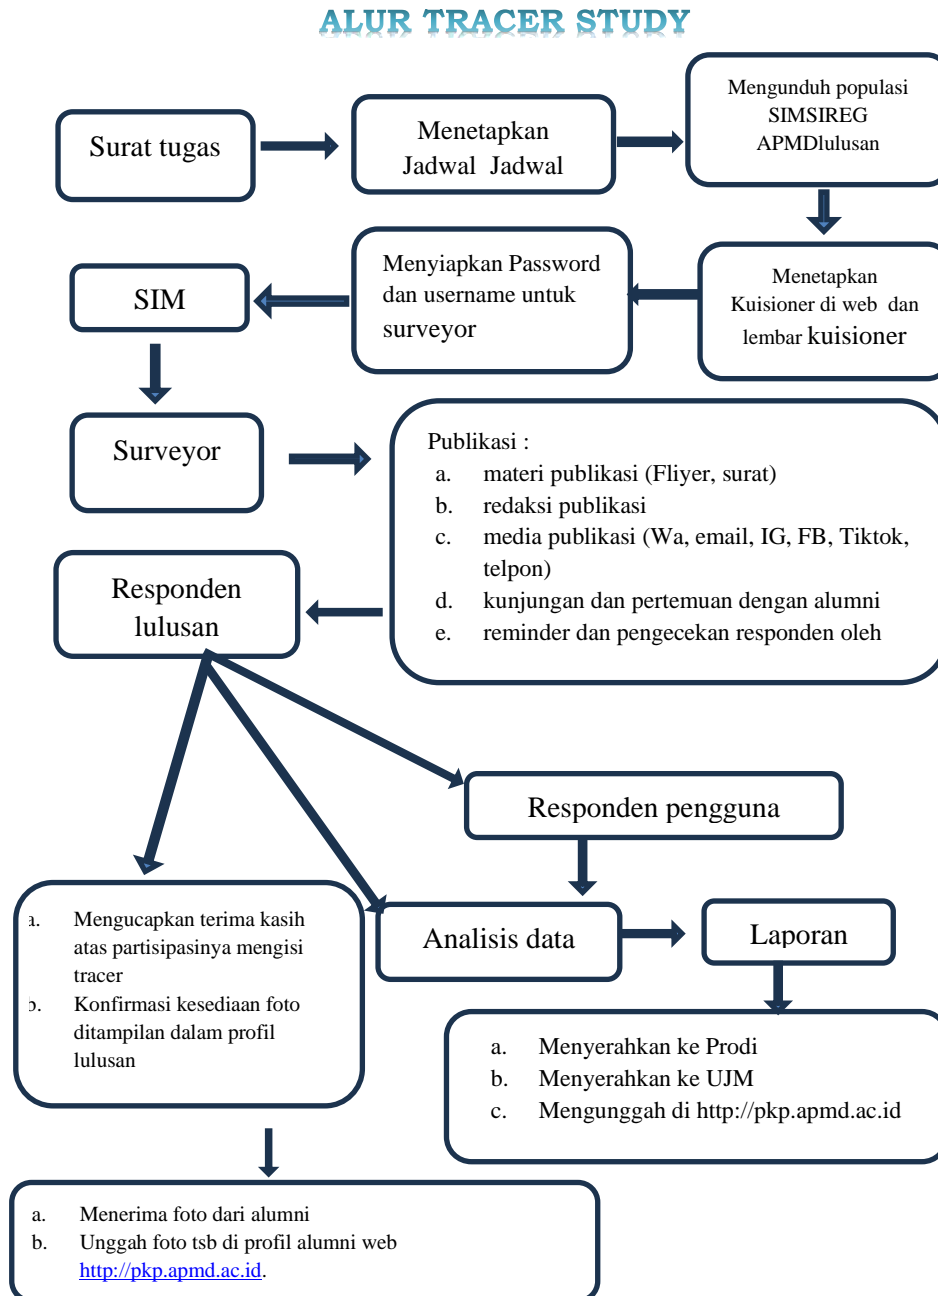 ALUR TRACER STUDY
Surat tugas
Menetapkan
Jadwal Jadwal
Mengunduh populasi
SIMSIREG
APMDlulusan
Menetapkan
Kuisioner di web dan
lembar kuisioner
Menyiapkan Password
dan username untuk
surveyor
SIM
Surveyor
Publikasi :
a. materi publikasi (Fliyer, surat)
b. redaksi publikasi
c. media publikasi (Wa, email, IG, FB, Tiktok,
telpon)
d. kunjungan dan pertemuan dengan alumni
e. reminder dan pengecekan responden oleh
Responden
lulusan
Responden pengguna
a. Mengucapkan terima kasih
atas partisipasinya mengisi
tracer
b. Konfirmasi kesediaan foto
ditampilan dalam profil
lulusan
Analisis data
Laporan
a. Menyerahkan ke Prodi
b. Menyerahkan ke UJM
c. Mengunggah di http://pkp.apmd.ac.id
a. Menerima foto dari alumni
b. Unggah foto tsb di profil alumni web
http://pkp.apmd.ac.id.